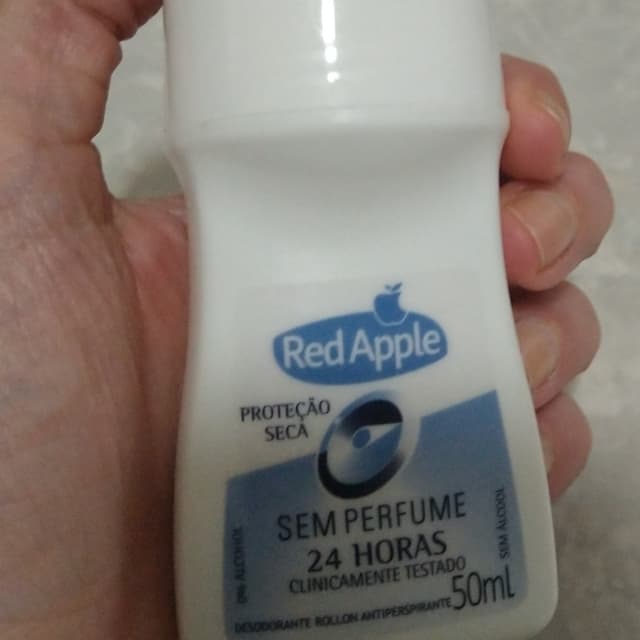 Red Apple
PROTEÇÃO
SECA
SEM PERFUME
24 HORAS
CLINICAMENTE TESTADO
50ml
DESODORANTE ROLLON ANTIPERSPIRANTE
0% ALCOHOL
SEM ÁLCOOL